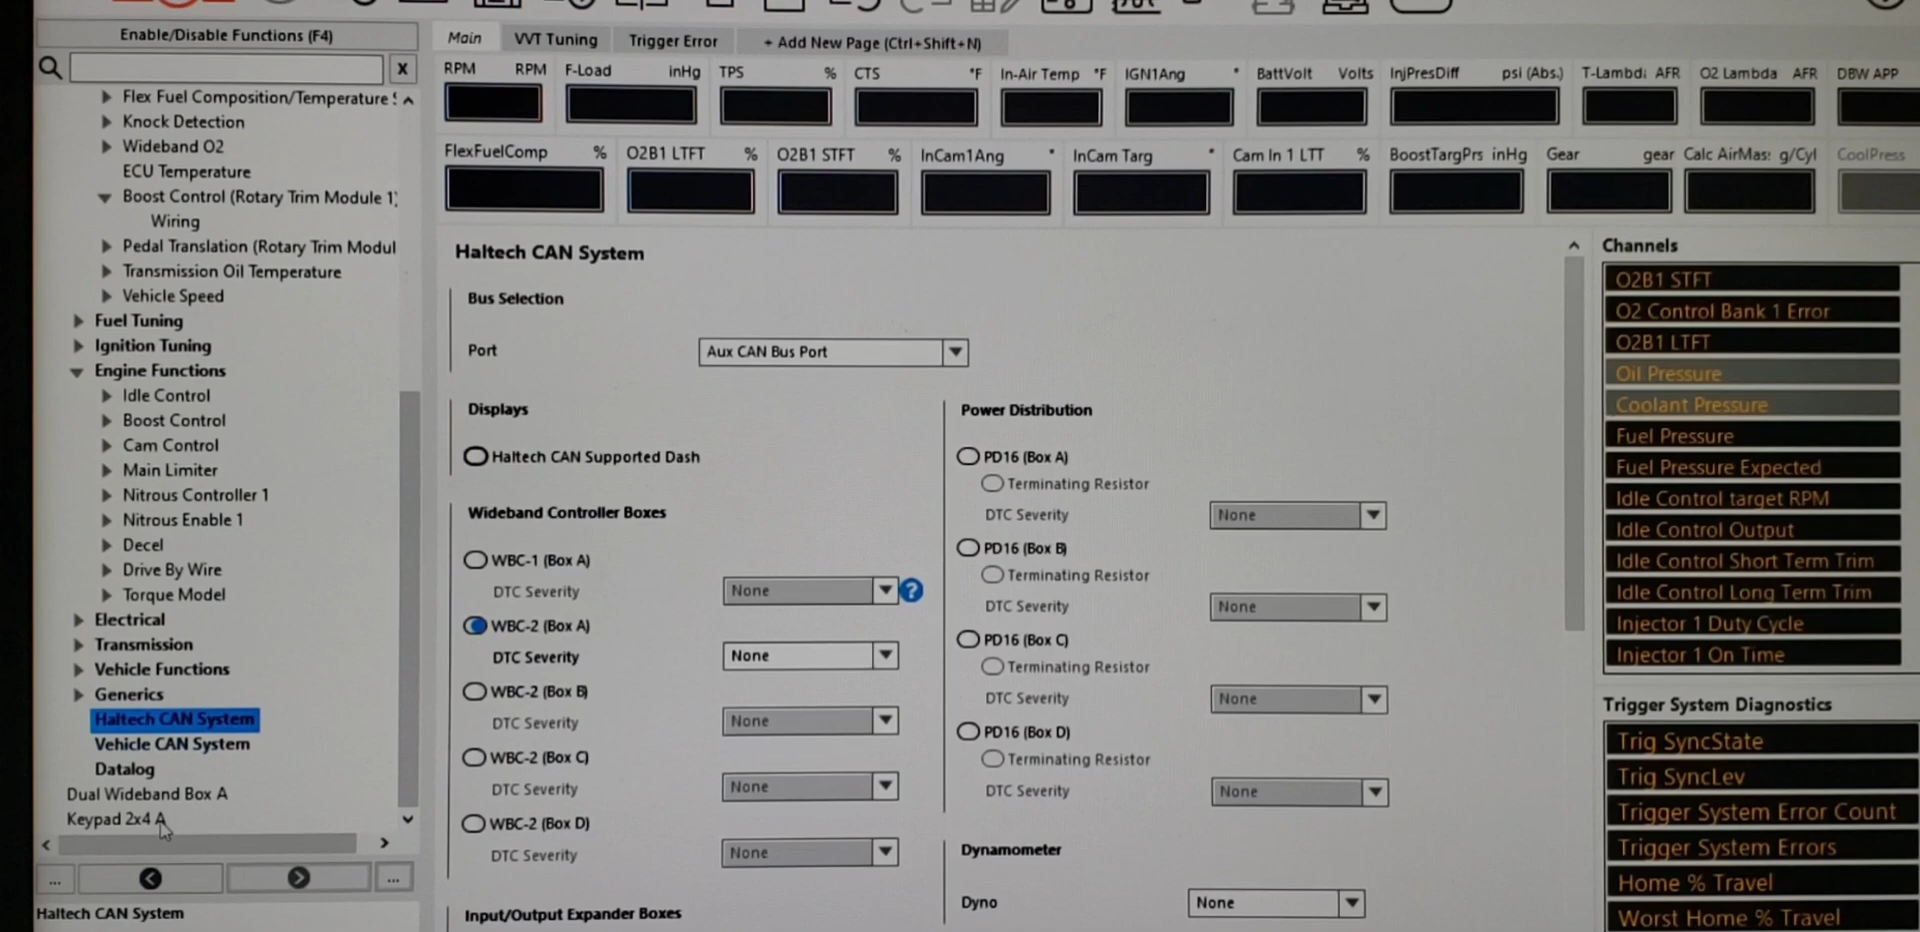 Enable/Disable Functions (F4)
X
Flex Fuel Composition/Temperature
Knock Detection
Wideband O2
ECU Temperature
Boost Control (Rotary Trim Module 1)
Wiring
Pedal Translation (Rotary Trim Modul
Transmission Oil Temperature
Vehicle Speed
Fuel Tuning
Ignition Tuning
Engine Functions
Idle Control
Boost Control
Cam Control
Main Limiter
Nitrous Controller 1
Nitrous Enable 1
Decel
Drive By Wire
Torque Model
Electrical
Transmission
Vehicle Functions
Generics
Haltech CAN System
Vehicle CAN System
Datalog
Dual Wideband Box A
Keypad 2x4 A
...
...
Haltech CAN System
Main
VVT Tuning
Trigger Error
+ Add New Page (Ctrl+Shift+N)
RPM RPM
F-Load inHg
TPS %
CTS °F
In-Air Temp °F
IGN1Ang °
BattVolt Volts
InjPresDiff psi (Abs.)
T-Lambd: AFR
O2 Lambda AFR
DBW APP
FlexFuelComp %
O2B1 LTFT %
O2B1 STFT %
InCam1Ang °
InCam Targ °
Cam In 1 LTT %
BoostTargPrs inHg
Gear gear
Calc AirMas: g/Cyl
CoolPress
Haltech CAN System
Bus Selection
Port Aux CAN Bus Port
Displays
Haltech CAN Supported Dash
Wideband Controller Boxes
WBC-1 (Box A)
DTC Severity None ?
WBC-2 (Box A)
DTC Severity None
WBC-2 (Box B)
DTC Severity None
WBC-2 (Box C)
DTC Severity None
WBC-2 (Box D)
DTC Severity None
Input/Output Expander Boxes
Power Distribution
PD16 (Box A)
Terminating Resistor
DTC Severity None
PD16 (Box B)
Terminating Resistor
DTC Severity None
PD16 (Box C)
Terminating Resistor
DTC Severity None
PD16 (Box D)
Terminating Resistor
DTC Severity None
Dynamometer
Dyno None
Channels
O2B1 STFT
O2 Control Bank 1 Error
O2B1 LTFT
Oil Pressure
Coolant Pressure
Fuel Pressure
Fuel Pressure Expected
Idle Control target RPM
Idle Control Output
Idle Control Short Term Trim
Idle Control Long Term Trim
Injector 1 Duty Cycle
Injector 1 On Time
Trigger System Diagnostics
Trig SyncState
Trig SyncLev
Trigger System Error Count
Trigger System Errors
Home % Travel
Worst Home % Travel